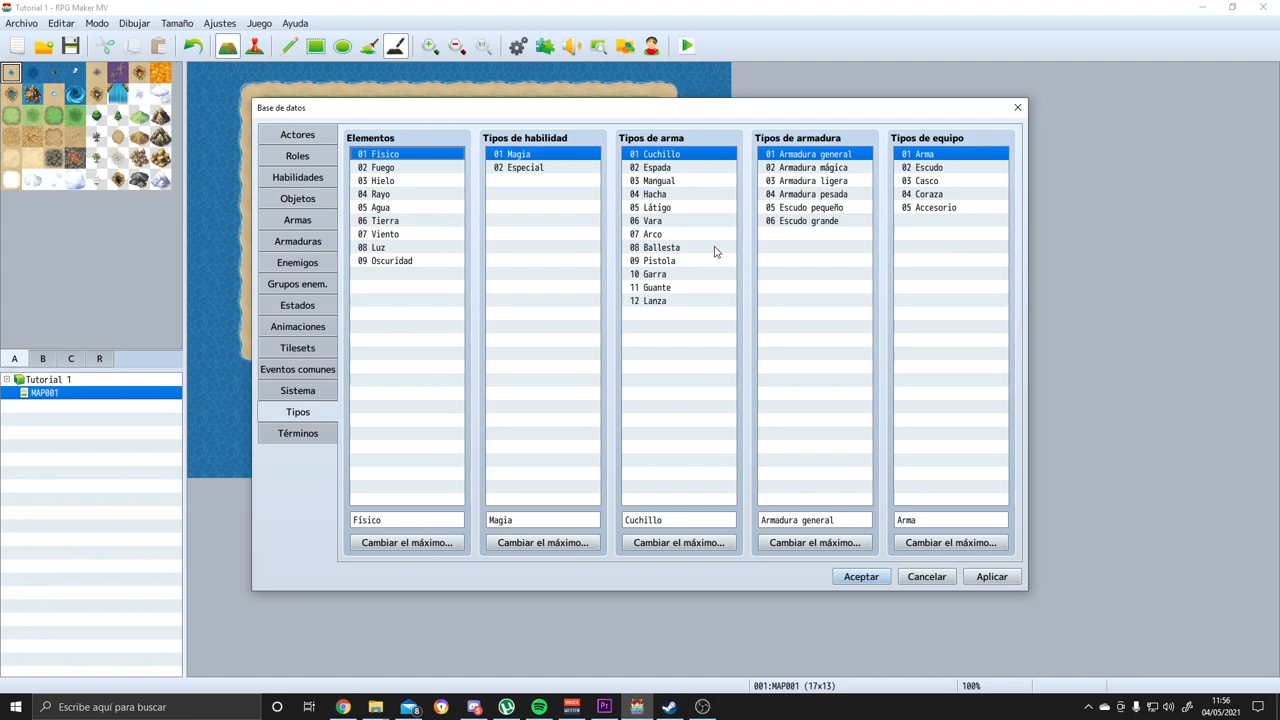 Tutorial 1 - RPG Maker MV
Archivo Editar Modo Dibujar Tamaño Ajustes Juego Ayuda
Base de datos
Actores
Roles
Habilidades
Objetos
Armas
Armaduras
Enemigos
Grupos enem.
Estados
Animaciones
Tilesets
Eventos comunes
Sistema
Tipos
Términos
Elementos
01 Físico
02 Fuego
03 Hielo
04 Rayo
05 Agua
06 Tierra
07 Viento
08 Luz
09 Oscuridad
Físico
Cambiar el máximo...
Tipos de habilidad
01 Magia
02 Especial
Magia
Cambiar el máximo...
Tipos de arma
01 Cuchillo
02 Espada
03 Mangual
04 Hacha
05 Látigo
06 Vara
07 Arco
08 Ballesta
09 Pistola
10 Garra
11 Guante
12 Lanza
Cuchillo
Cambiar el máximo...
Tipos de armadura
01 Armadura general
02 Armadura mágica
03 Armadura ligera
04 Armadura pesada
05 Escudo pequeño
06 Escudo grande
Armadura general
Cambiar el máximo...
Tipos de equipo
01 Arma
02 Escudo
03 Casco
04 Coraza
05 Accesorio
Arma
Cambiar el máximo...
Aceptar Cancelar Aplicar
A B C R
Tutorial 1
MAP001
001:MAP001 (17x13) 100%
Escribe aquí para buscar
11:56
04/05/2021